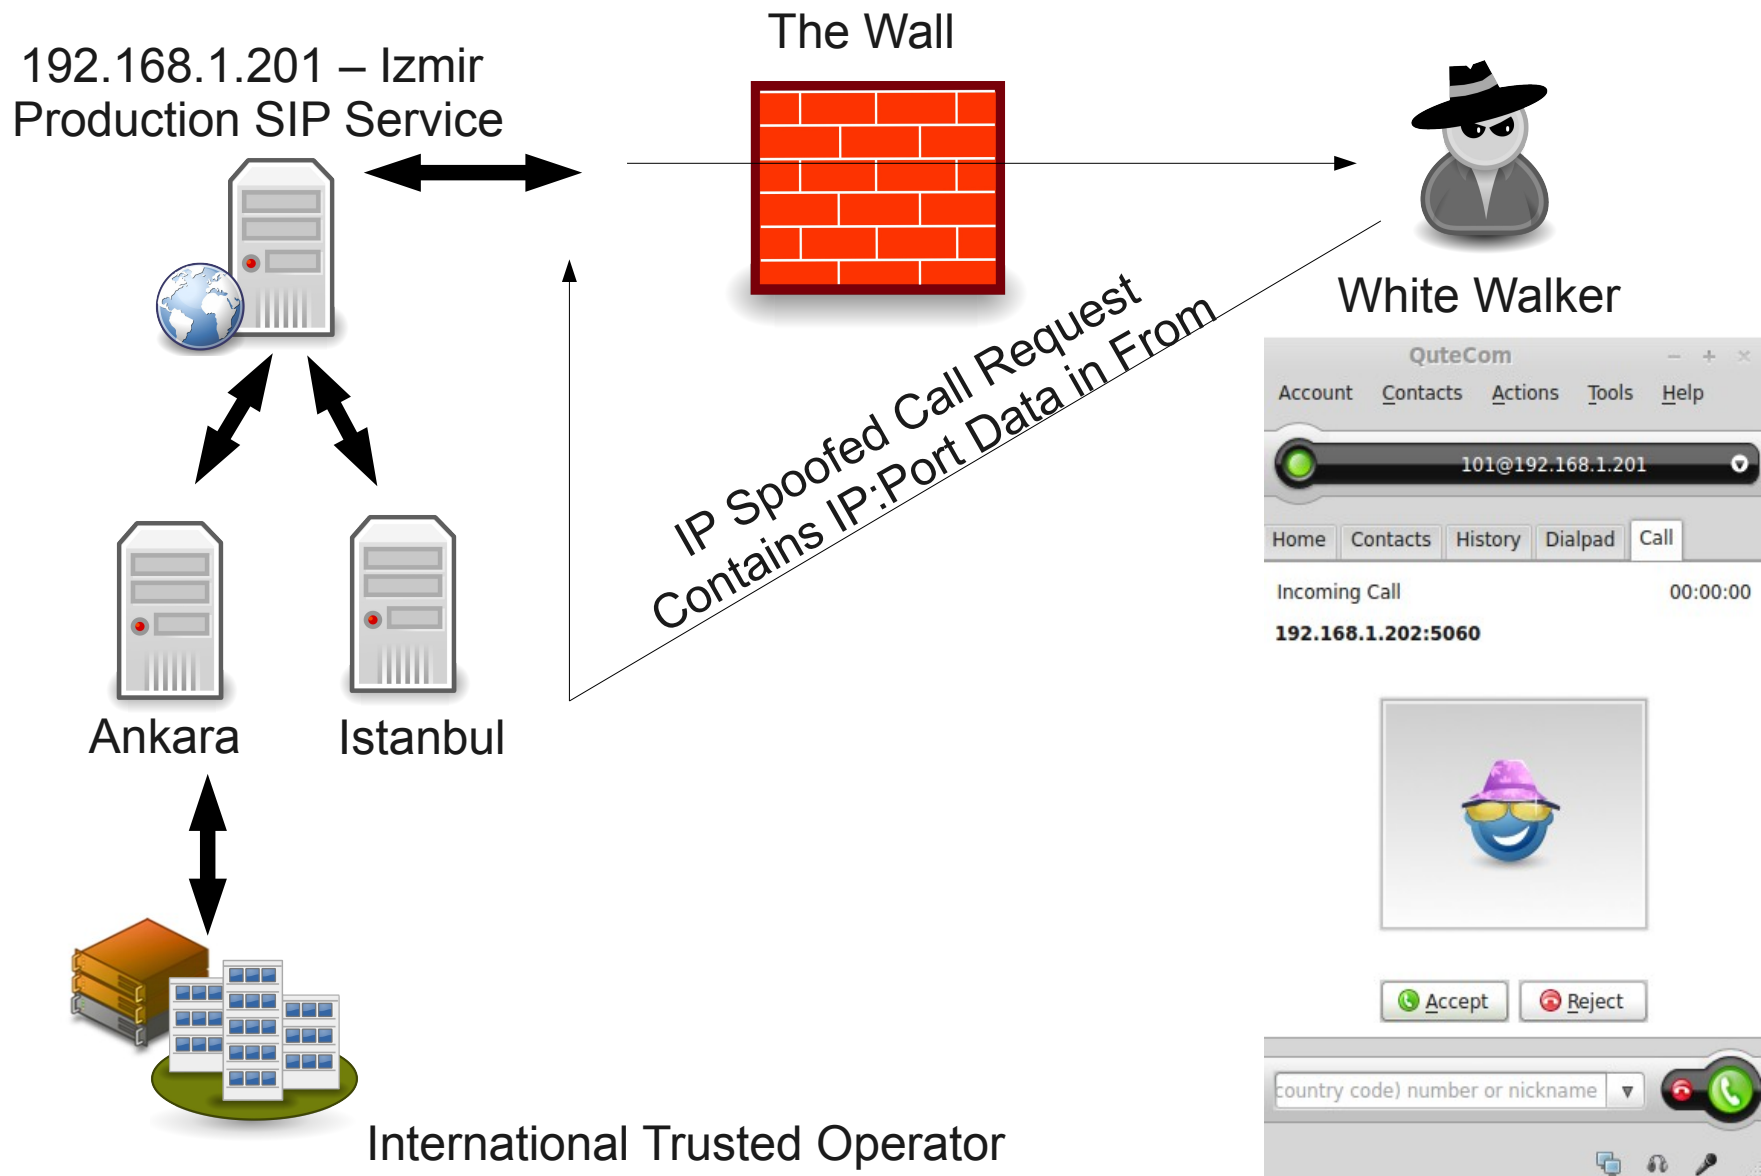 The Wall
192.168.1.201 – Izmir
Production SIP Service
White Walker
IP Spoofed Call Request
Contains IP:Port Data in From
Ankara
Istanbul
International Trusted Operator
QuteCom
Account Contacts Actions Tools Help
101@192.168.1.201
Home Contacts History Dialpad Call
Incoming Call 00:00:00
192.168.1.202:5060
Accept Reject
country code) number or nickname